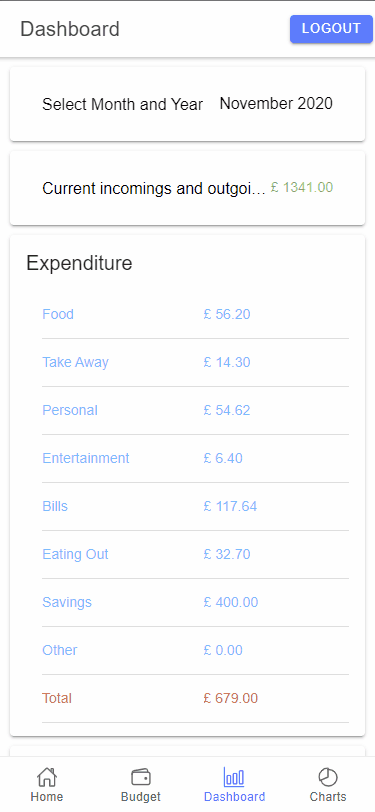 Dashboard LOGOUT
Select Month and Year November 2020
Current incomings and outgoi... £ 1341.00
Expenditure
Food £ 56.20
Take Away £ 14.30
Personal £ 54.62
Entertainment £ 6.40
Bills £ 117.64
Eating Out £ 32.70
Savings £ 400.00
Other £ 0.00
Total £ 679.00
Home Budget Dashboard Charts